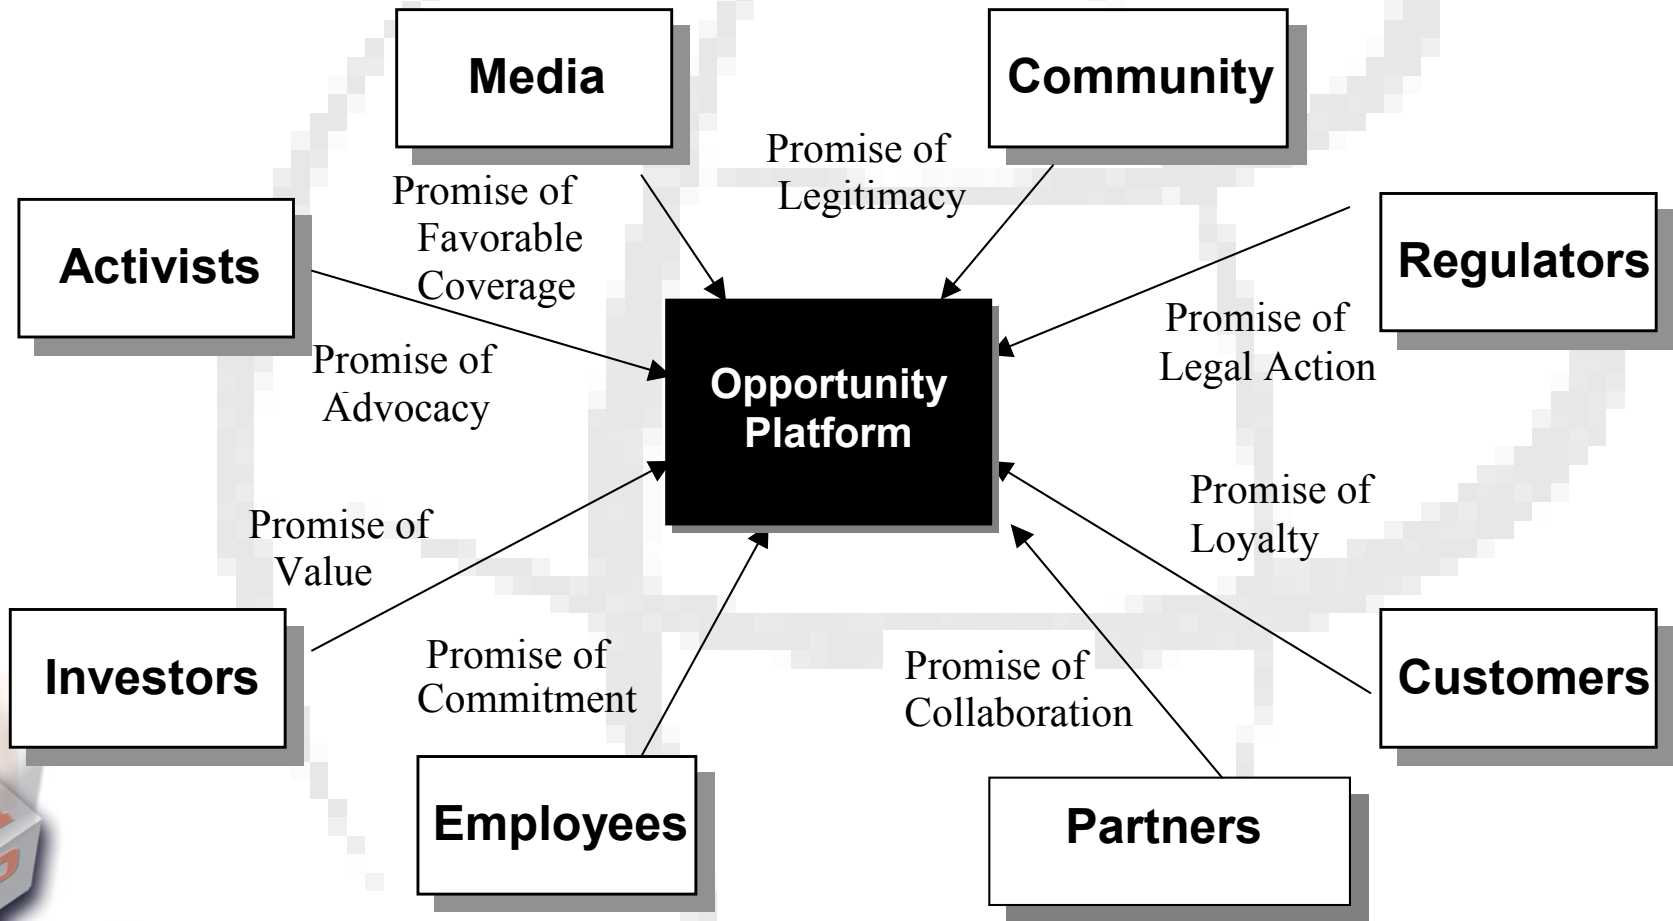 Media
Community
Promise of
Legitimacy
Promise of
Favorable
Coverage
Activists
Regulators
Promise of
Advocacy
Promise of
Legal Action
Opportunity
Platform
Promise of
Value
Promise of
Loyalty
Investors
Customers
Promise of
Commitment
Promise of
Collaboration
Employees
Partners